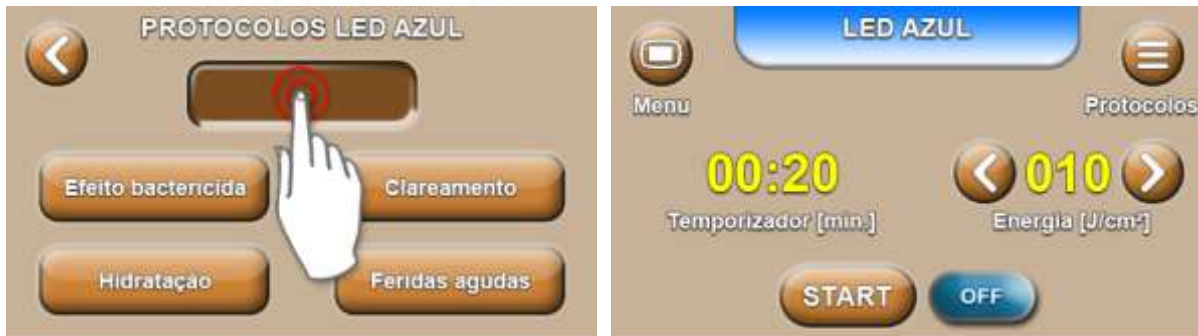 PROTOCOLOS LED AZUL
Efeito bactericida
Clareamento
Hidratação
Feridas agudas
LED AZUL
Menu
Protocolos
00:20
010
Temporizador [min.]
Energia [J/cm²]
START
OFF